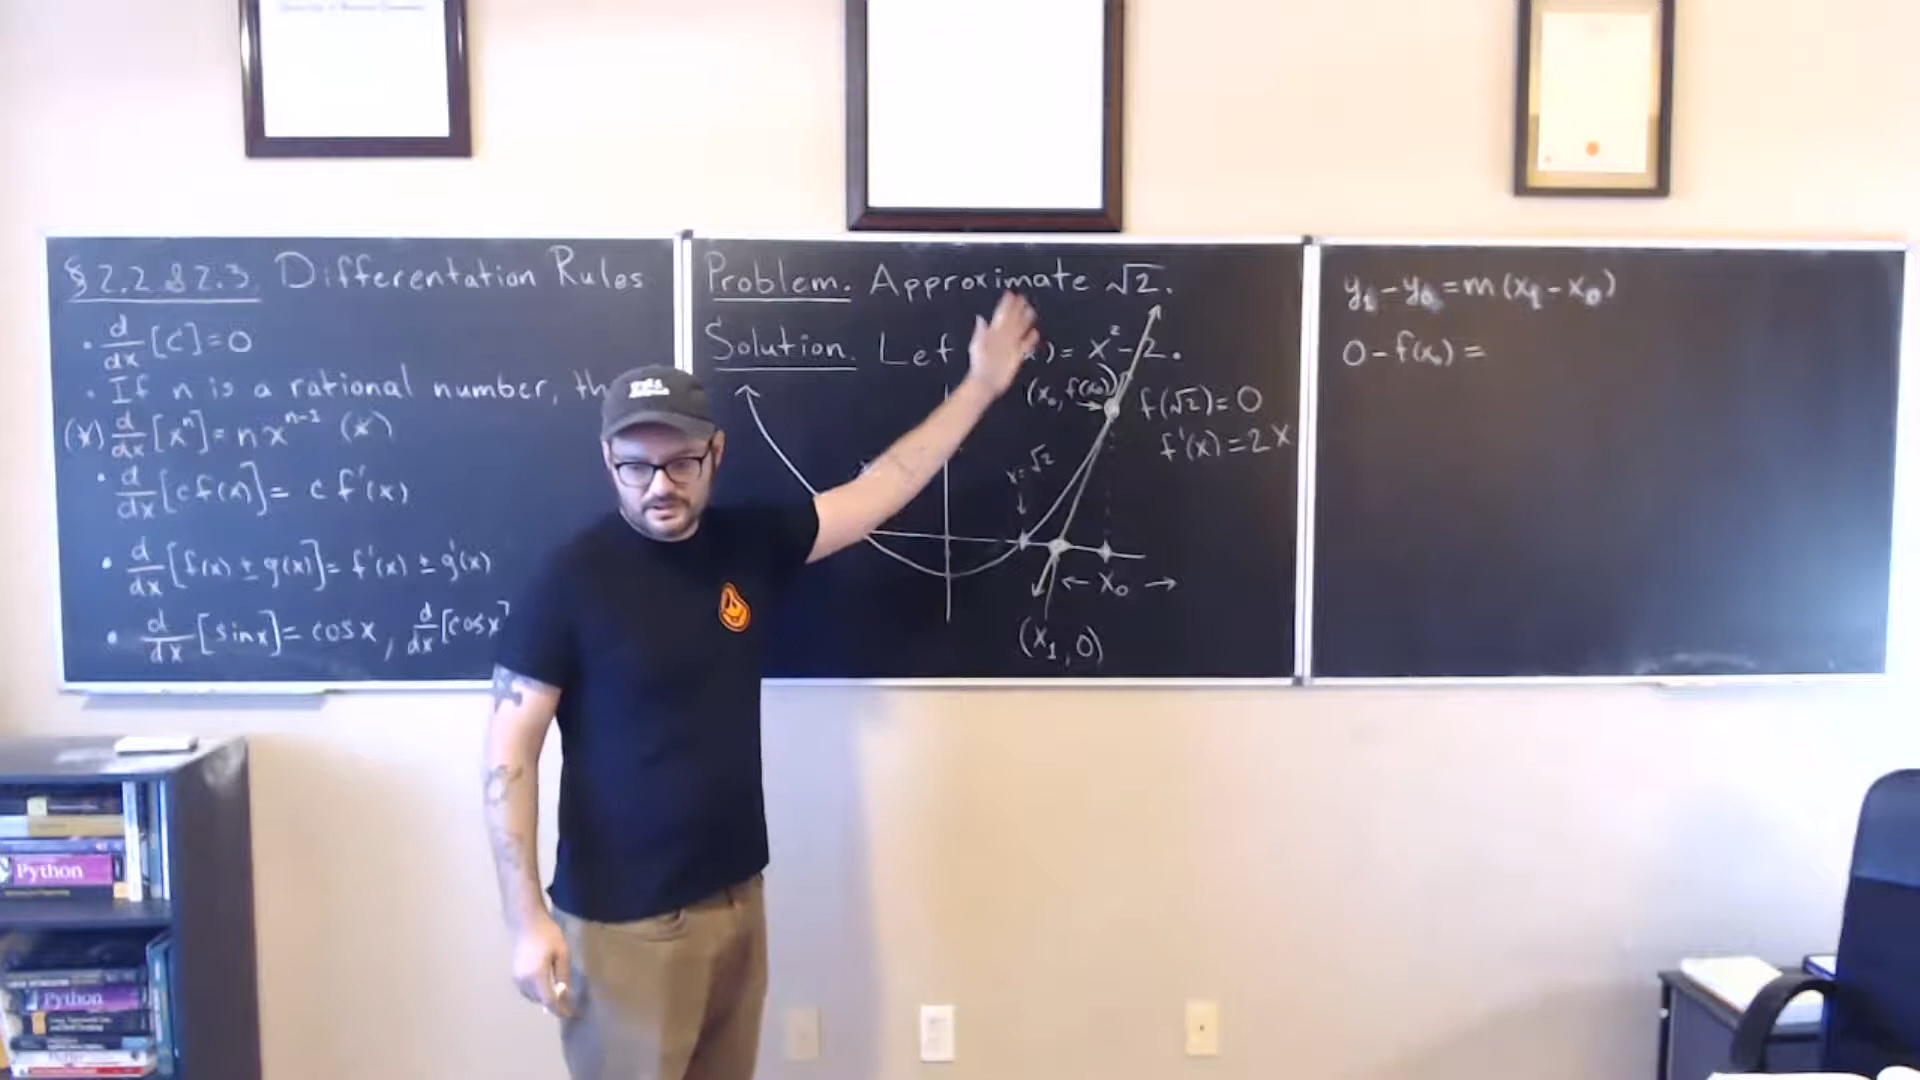 §2.2 & 2.3. Differentation Rules
• d/dx [c] = 0
• If n is a rational number, th
(*) d/dx [xⁿ] = n xⁿ⁻¹ (*)
• d/dx [c f(x)] = c f'(x)
• d/dx [f(x) ± g(x)] = f'(x) ± g'(x)
• d/dx [sin x] = cos x, d/dx [cos x]
Problem. Approximate √2.
Solution. Let x) = x² - 2.
(x₀, f(x₀))
f(√2) = 0
f'(x) = 2x
x = √2
← x₀ →
(x₁, 0)
y₁ - y₀ = m (x₁ - x₀)
0 - f(x₀) =
Python
Python